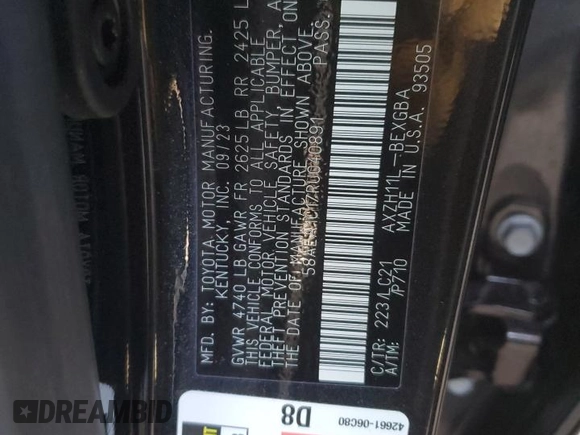 MFD. BY: TOYOTA MOTOR MANUFACTURING.
KENTUCKY, INC. 09/23
GVWR 4740 LB GAWR FR 2625 LB RR 2425 L
THIS VEHICLE CONFORMS TO ALL APPLICABLE
FEDERAL MOTOR VEHICLE SAFETY, BUMPER, A
THEFT PREVENTION STANDARDS IN EFFECT ON
THE DATE OF MANUFACTURE SHOWN ABOVE.
PASS.
C/TR: 223/LC21 AXZH11L-BEXGBA
A/TM: /P710 MADE IN U.S.A. 93505
42661-06C80
D8
DREAMBID